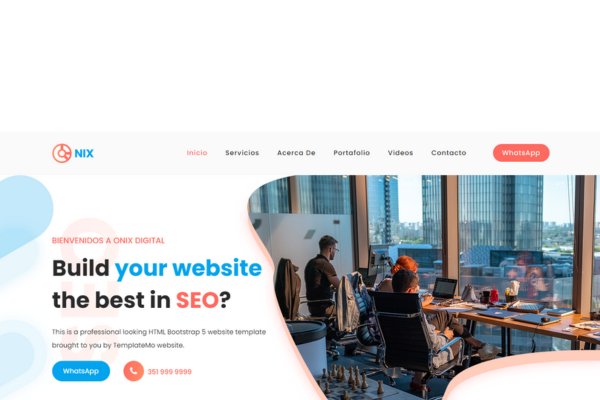 NIX
Inicio Servicios Acerca De Portafolio Videos Contacto WhatsApp
BIENVENIDOS A ONIX DIGITAL
Build your website
the best in SEO?
This is a professional looking HTML Bootstrap 5 website template
brought to you by TemplateMo website.
WhatsApp 351 999 9999